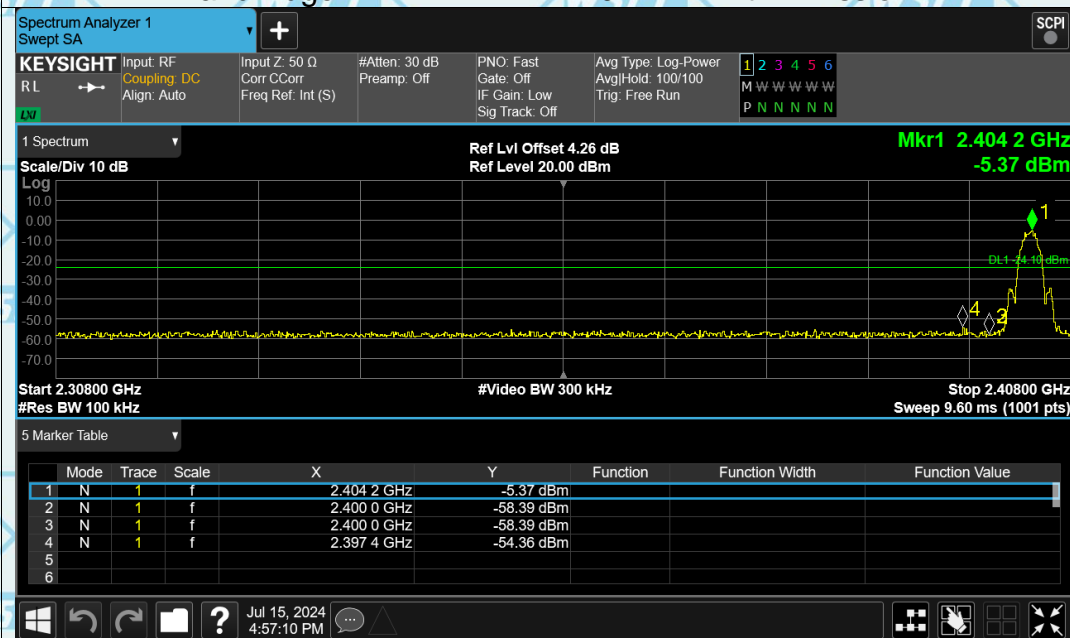 Spectrum Analyzer 1
Swept SA
SCPI
KEYSIGHT
RL
LXI
Input: RF
Coupling: DC
Align: Auto
Input Z: 50 Ω
Corr CCorr
Freq Ref: Int (S)
#Atten: 30 dB
Preamp: Off
PNO: Fast
Gate: Off
IF Gain: Low
Sig Track: Off
Avg Type: Log-Power
Avg|Hold: 100/100
Trig: Free Run
1 2 3 4 5 6
M W W W W W
P N N N N N
1 Spectrum
Scale/Div 10 dB
Ref Lvl Offset 4.26 dB
Ref Level 20.00 dBm
Mkr1 2.404 2 GHz
-5.37 dBm
Log
10.0
0.00
-10.0
-20.0
-30.0
-40.0
-50.0
-60.0
-70.0
1
DL1 -24.10 dBm
4
Start 2.30800 GHz
#Video BW 300 kHz
Stop 2.40800 GHz
#Res BW 100 kHz
Sweep 9.60 ms (1001 pts)
5 Marker Table
Mode Trace Scale X Y Function Function Width Function Value
1 N 1 f 2.404 2 GHz -5.37 dBm
2 N 1 f 2.400 0 GHz -58.39 dBm
3 N 1 f 2.400 0 GHz -58.39 dBm
4 N 1 f 2.397 4 GHz -54.36 dBm
5
6
?
Jul 15, 2024
4:57:10 PM